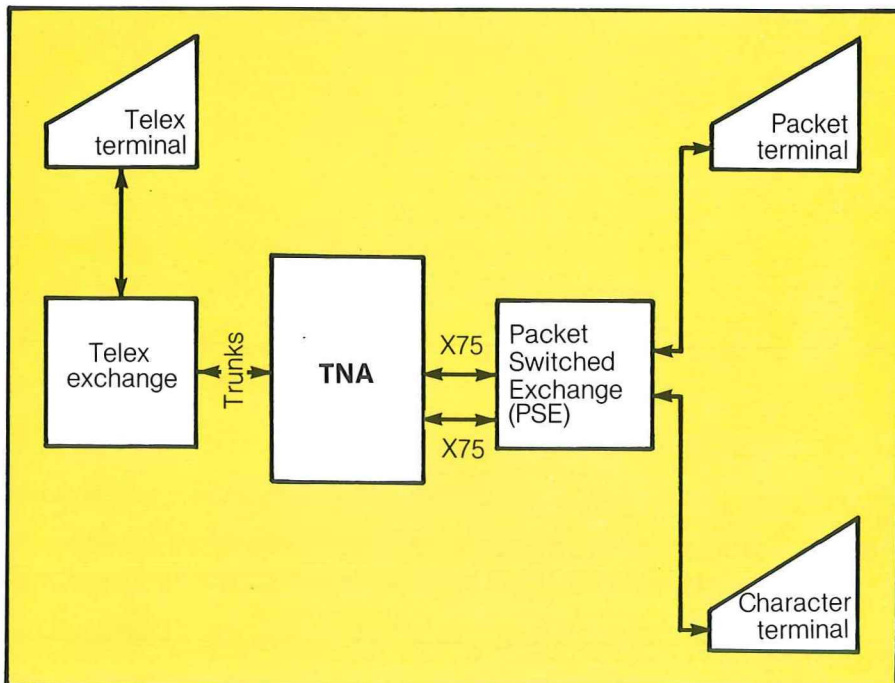 Telex
terminal
Packet
terminal
Telex
exchange
Trunks
TNA
X75
X75
Packet
Switched
Exchange
(PSE)
Character
terminal